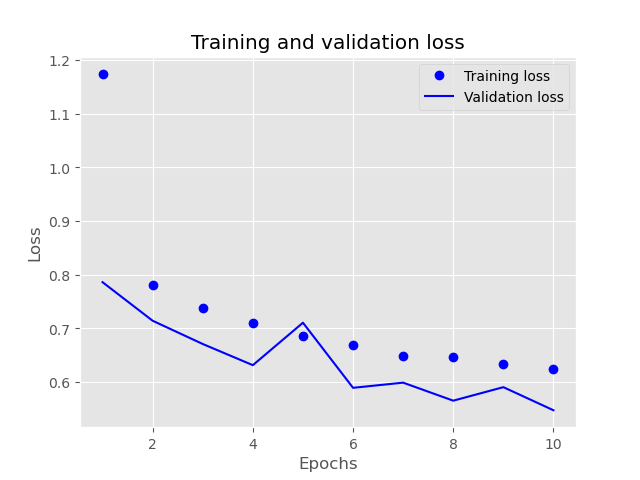 Training and validation loss
Training loss
Validation loss
1.2
1.1
1.0
0.9
0.8
0.7
0.6
Loss
2
4
6
8
10
Epochs